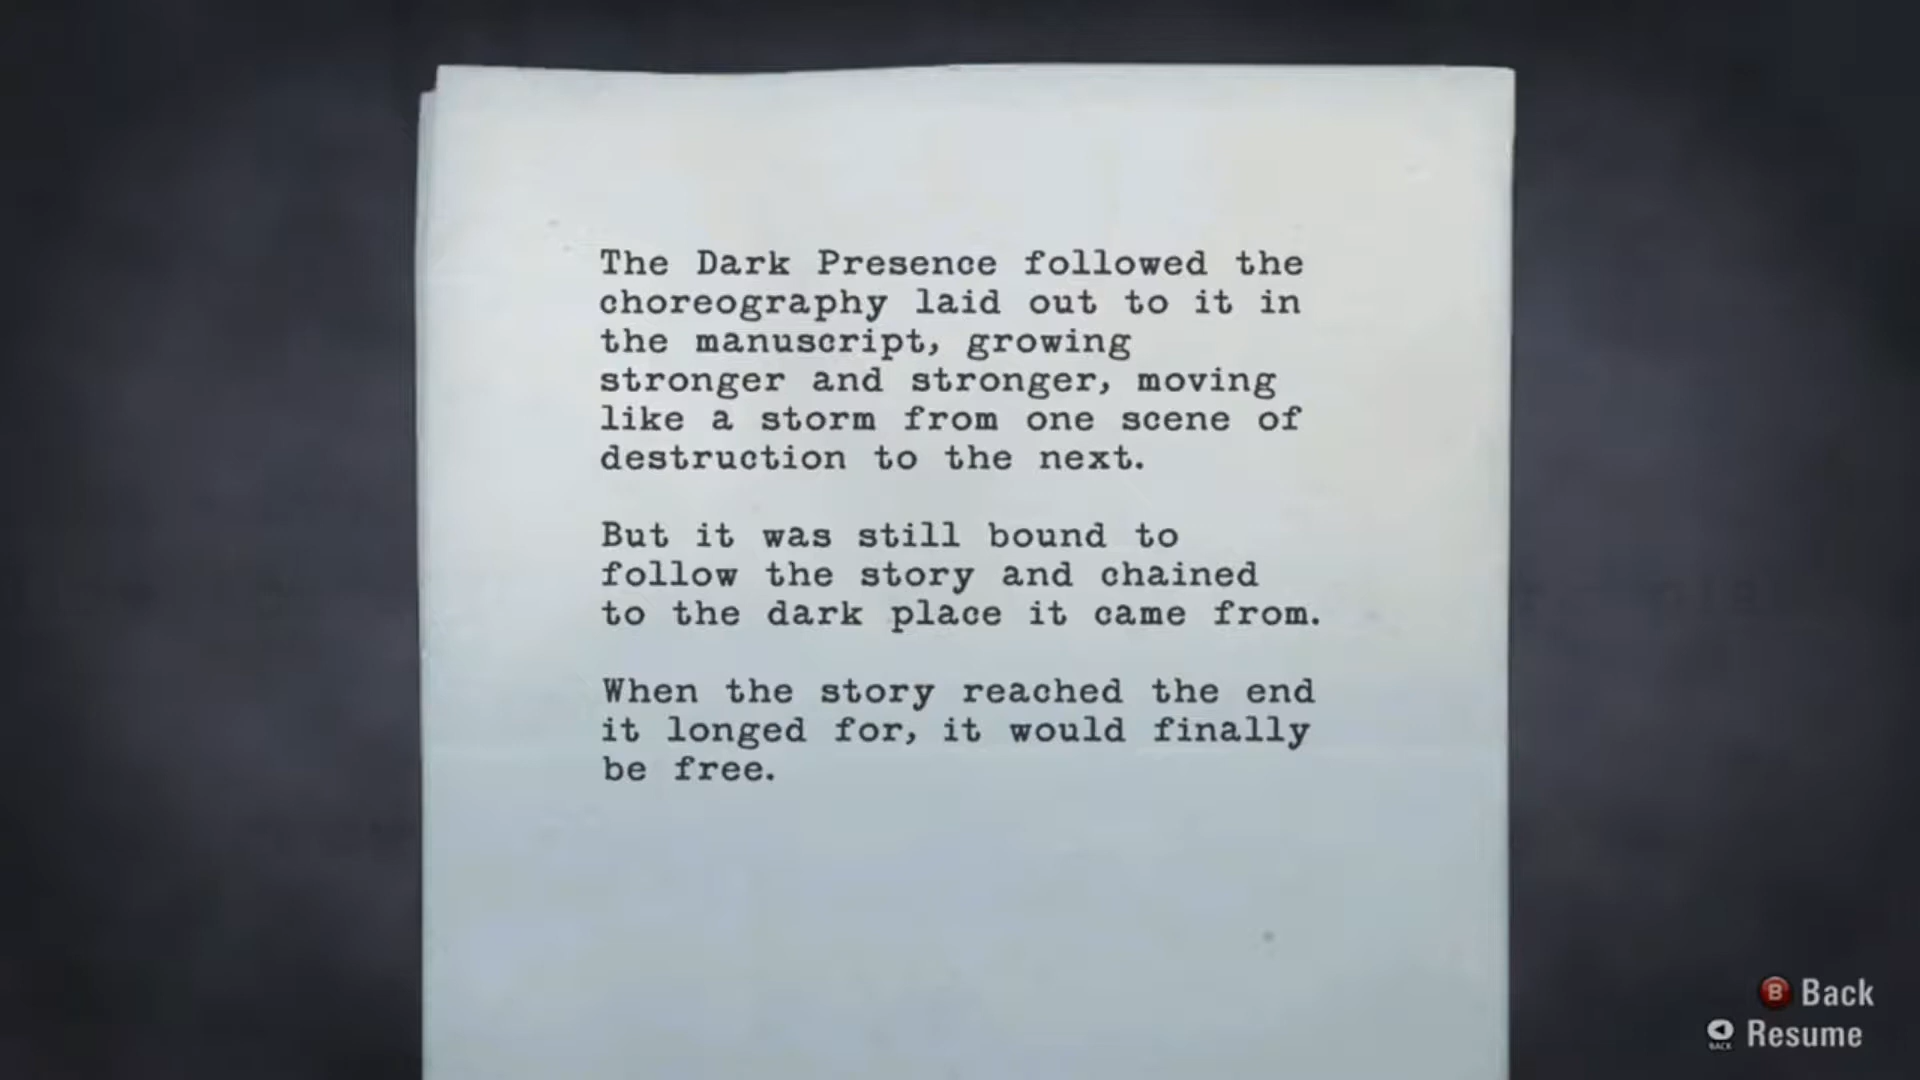 The Dark Presence followed the
choreography laid out to it in
the manuscript, growing
stronger and stronger, moving
like a storm from one scene of
destruction to the next.
But it was still bound to
follow the story and chained
to the dark place it came from.
When the story reached the end
it longed for, it would finally
be free.
B Back
BACK Resume